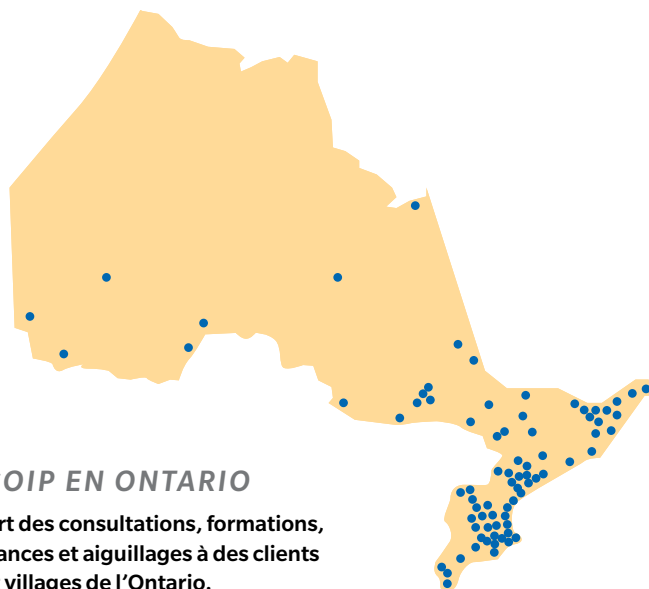 OIP EN ONTARIO
rt des consultations, formations,
ances et aiguillages à des clients
villages de l’Ontario.